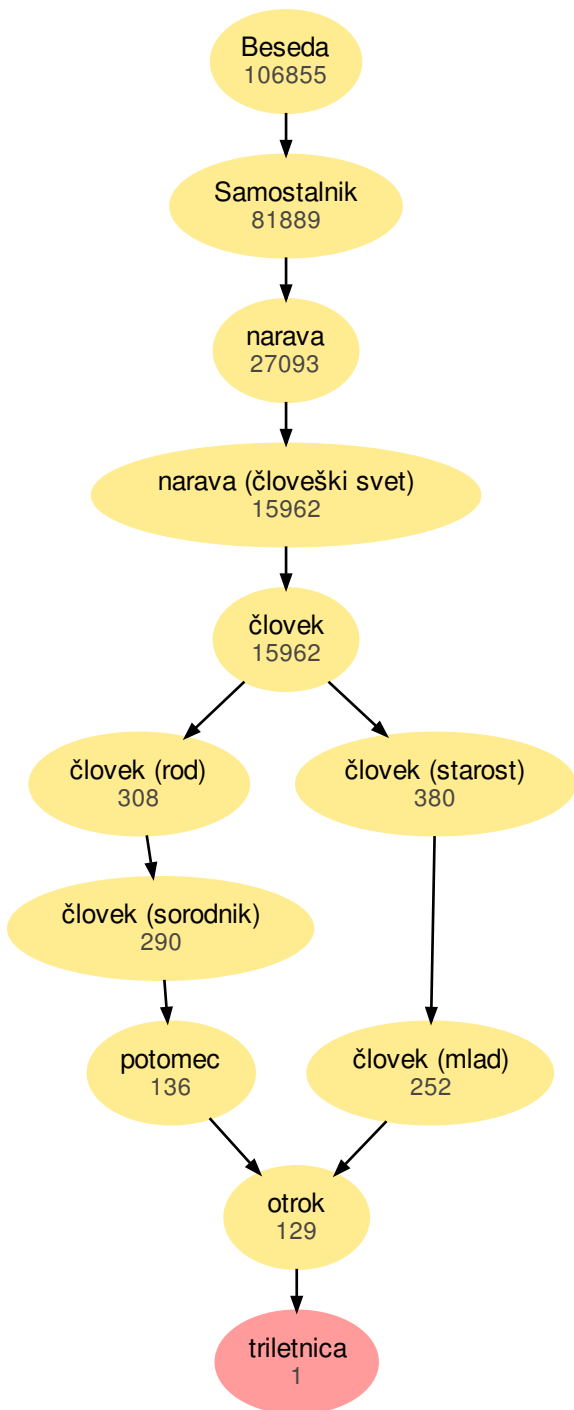 Beseda
106855
Samostalnik
81889
narava
27093
narava (človeški svet)
15962
človek
15962
človek (rod)
308
človek (starost)
380
človek (sorodnik)
290
potomec
136
človek (mlad)
252
otrok
129
triletnica
1